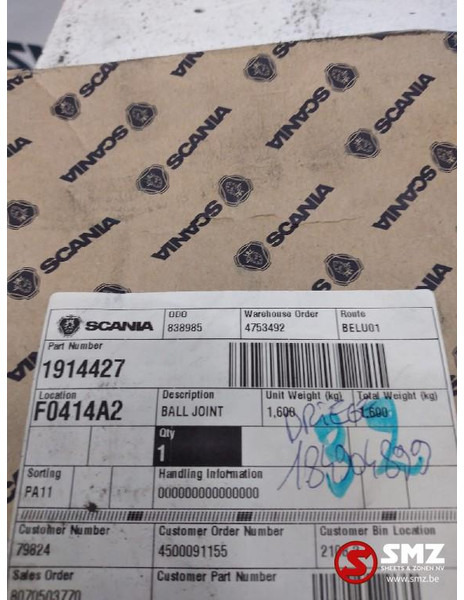 SCANIA
SCANIA
SCANIA
SCANIA
SCANIA
SCANIA
SCANIA
SCANIA ODD Warehouse Order Route
838985 4753492 BELU01
Part Number
1914427
Location Description Unit Weight (kg) Total Weight (kg)
F0414A2 BALL JOINT 1,600 1,600
Qty
1
Sorting Handling Information
PA11 000000000000000
Customer Number Customer Order Number Customer Bin Location
79824 4500091155
Sales Order Customer Part Number
8070503770
SMZ
SHEETS & ZONEN NV
www.smz.be